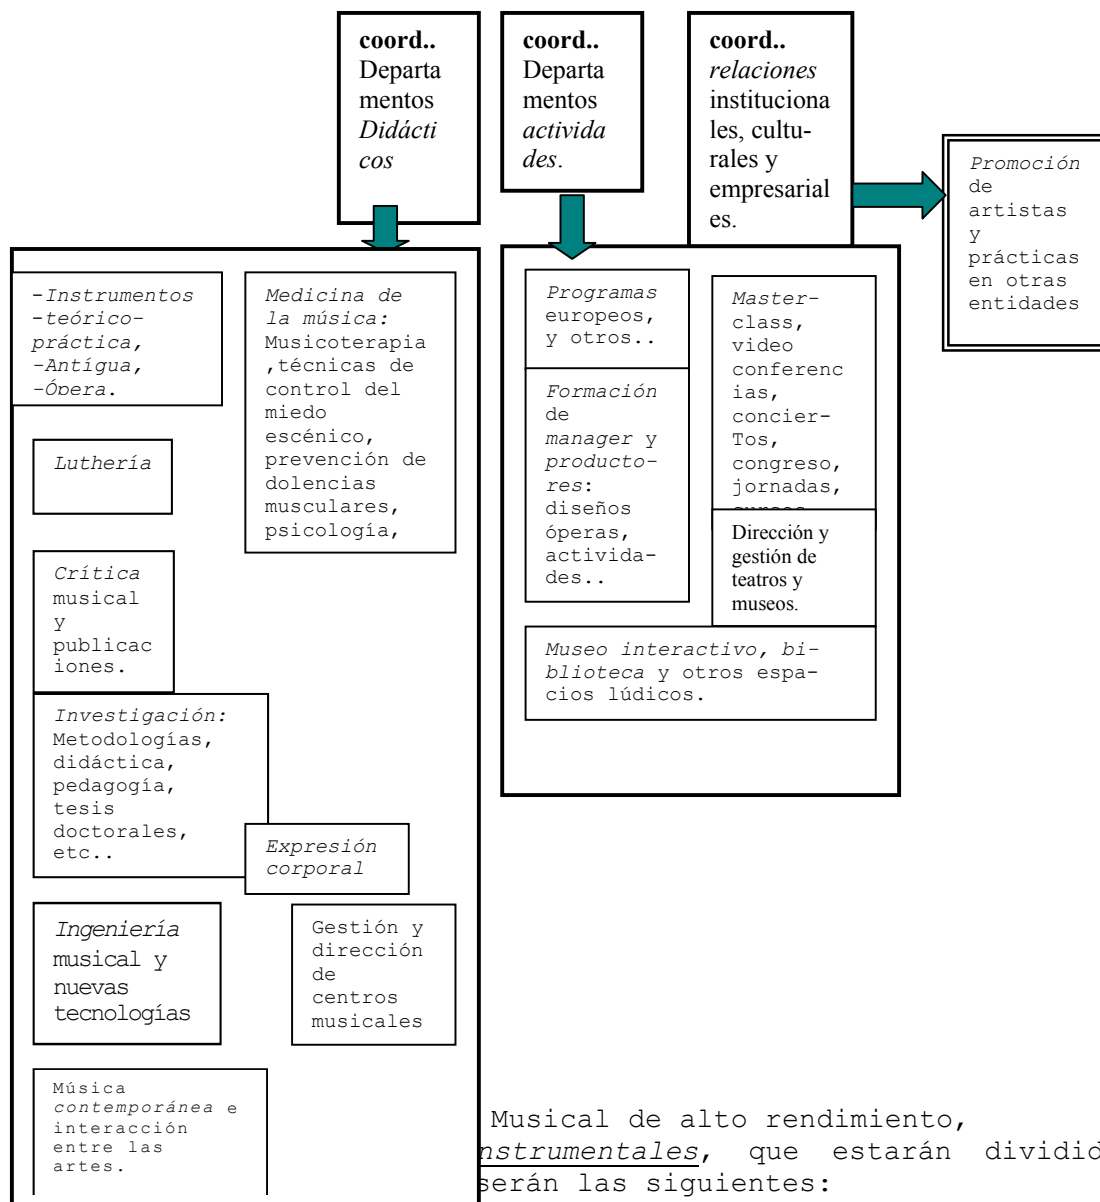 coord..
Departa
mentos
Didácti
cos
coord..
Departa
mentos
activida
des.
coord..
relaciones
instituciona
les, cultu-
rales y
empresarial
es.
Promoción
de
artistas
y
prácticas
en otras
entidades
-Instrumentos
-teórico-
práctica,
-Antígua,
-Ópera.
Medicina de
la música:
Musicoterapia
,técnicas de
control del
miedo
escénico,
prevención de
dolencias
musculares,
psicología,
Luthería
Crítica
musical
y
publicac
iones.
Investigación:
Metodologías,
didáctica,
pedagogía,
tesis
doctorales,
etc..
Expresión
corporal
Ingeniería
musical y
nuevas
tecnologías
Gestión y
dirección
de
centros
musicales
Música
contemporánea e
interacción
entre las
artes.
Programas
europeos,
y otros..
Formación
de
manager y
producto-
res:
diseños
óperas,
activida-
des..
Master-
class,
video
conferenc
ias,
concier-
Tos,
congreso,
jornadas,
cursos
Dirección y
gestión de
teatros y
museos.
Museo interactivo, bi-
blioteca y otros espa-
cios lúdicos.
Musical de alto rendimiento,
nstrumentales, que estarán dividid
serán las siguientes: